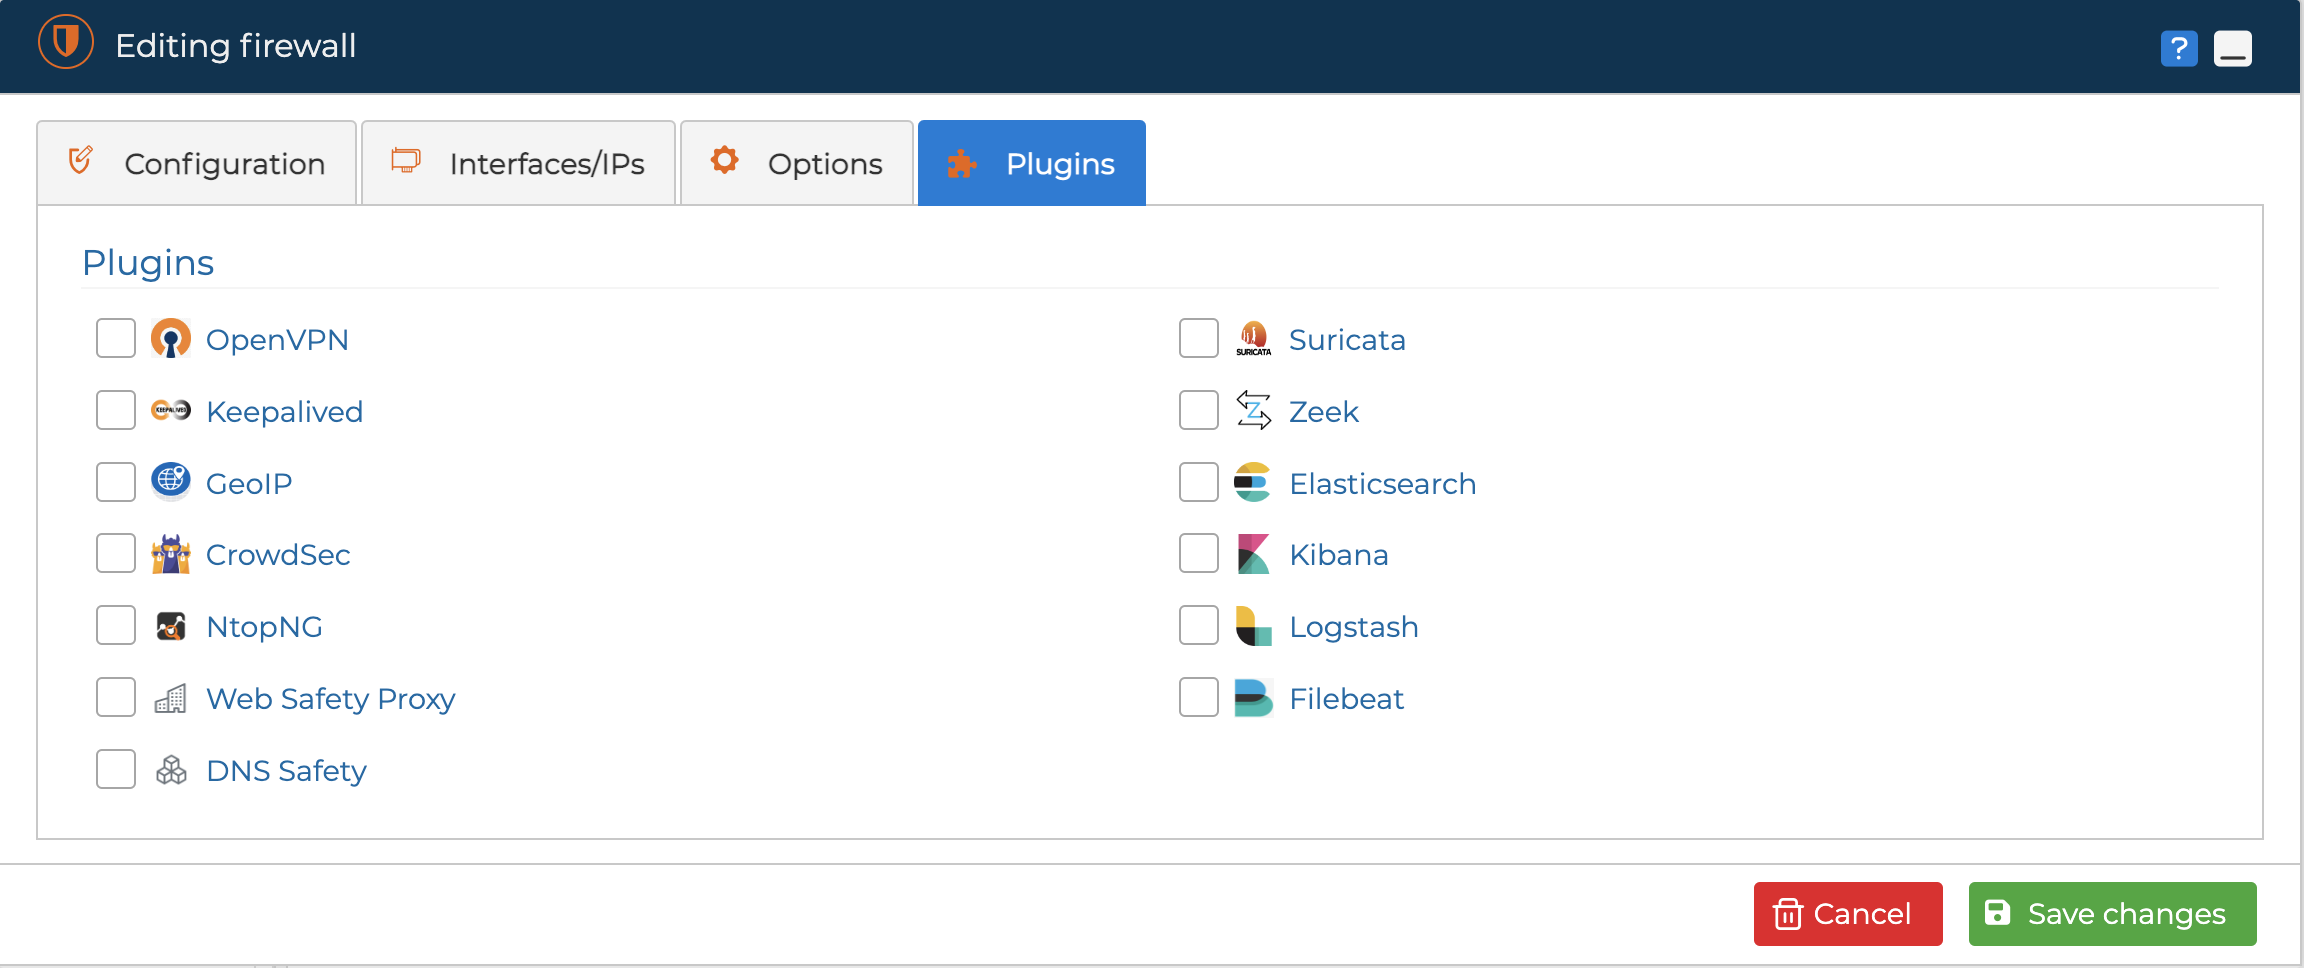 Editing firewall
?
Configuration
Interfaces/IPs
Options
Plugins
Plugins
OpenVPN
KEEPALIVED
Keepalived
GeoIP
CrowdSec
NtopNG
Web Safety Proxy
DNS Safety
SURICATA
Suricata
Z
Zeek
Elasticsearch
Kibana
Logstash
Filebeat
Cancel
Save changes